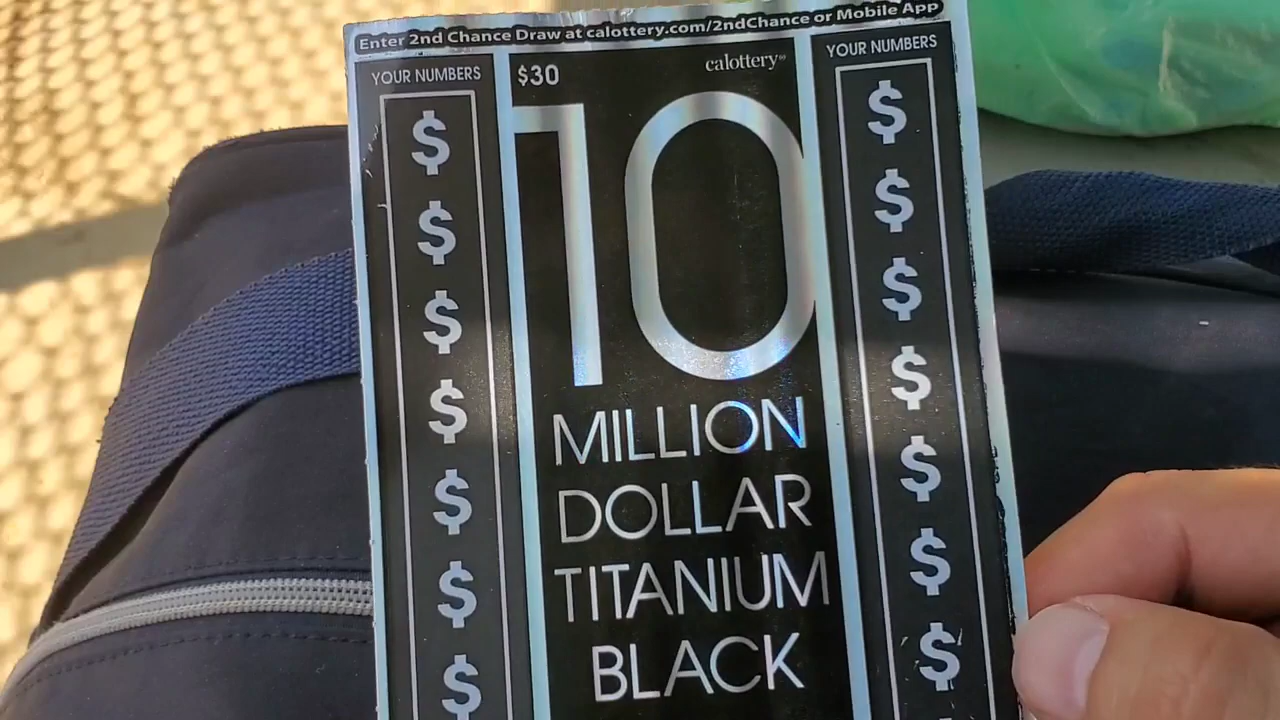 Enter 2nd Chance Draw at calottery.com/2ndChance or Mobile App
YOUR NUMBERS
$
$
$
$
$
$
$
$30
calottery
10
MILLION
DOLLAR
TITANIUM
BLACK
YOUR NUMBERS
$
$
$
$
$
$
$